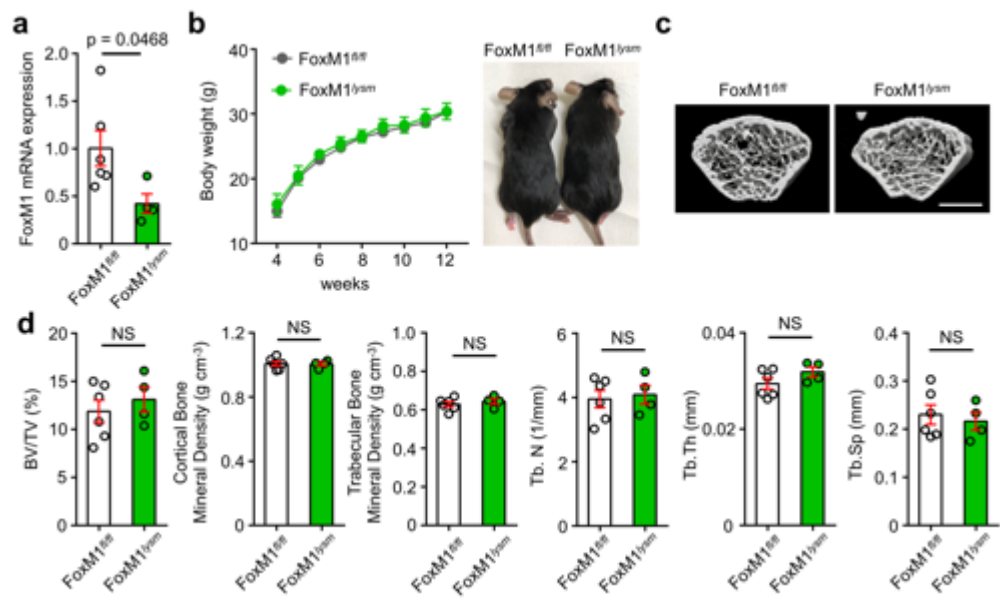 a
p = 0.0468
FoxM1 mRNA expression
2.0
1.5
1.0
0.5
0
FoxM1fl/fl
FoxM1lysm
b
Body weight (g)
40
30
20
10
4
6
8
10
12
weeks
FoxM1fl/fl
FoxM1lysm
FoxM1fl/fl FoxM1lysm
c
FoxM1fl/fl
FoxM1lysm
d
BV/TV (%)
20
15
10
5
0
NS
FoxM1fl/fl
FoxM1lysm
Cortical Bone
Mineral Density (g cm-3)
1.2
0.8
0.4
0
NS
FoxM1fl/fl
FoxM1lysm
Trabecular Bone
Mineral Density (g cm-3)
1.0
0.8
0.6
0.4
0.2
0
NS
FoxM1fl/fl
FoxM1lysm
Tb. N (1/mm)
6
4
2
0
NS
FoxM1fl/fl
FoxM1lysm
Tb.Th (mm)
0.04
0.02
0
NS
FoxM1fl/fl
FoxM1lysm
Tb.Sp (mm)
0.4
0.3
0.2
0.1
0
NS
FoxM1fl/fl
FoxM1lysm